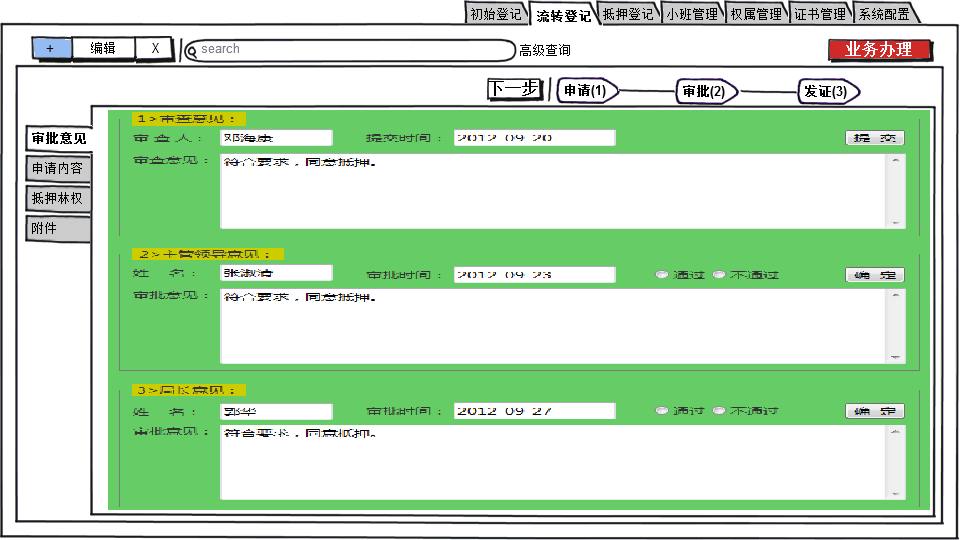 初始登记 流转登记 抵押登记 小班管理 权属管理 证书管理 系统配置
+ 编辑 X search 高级查询 业务办理
下一步 申请(1) 审批(2) 发证(3)
审批意见
申请内容
抵押林权
附件
1>审查意见：
审 查 人： 邓海康 提交时间： 2012-09-20 提 交
审查意见： 符合要求，同意抵押。
2>主管领导意见：
姓 名： 张淑清 审批时间： 2012-09-23 通过 不通过 确 定
审批意见： 符合要求，同意抵押。
3>局长意见：
姓 名： 郭华 审批时间： 2012-09-27 通过 不通过 确 定
审批意见： 符合要求，同意抵押。